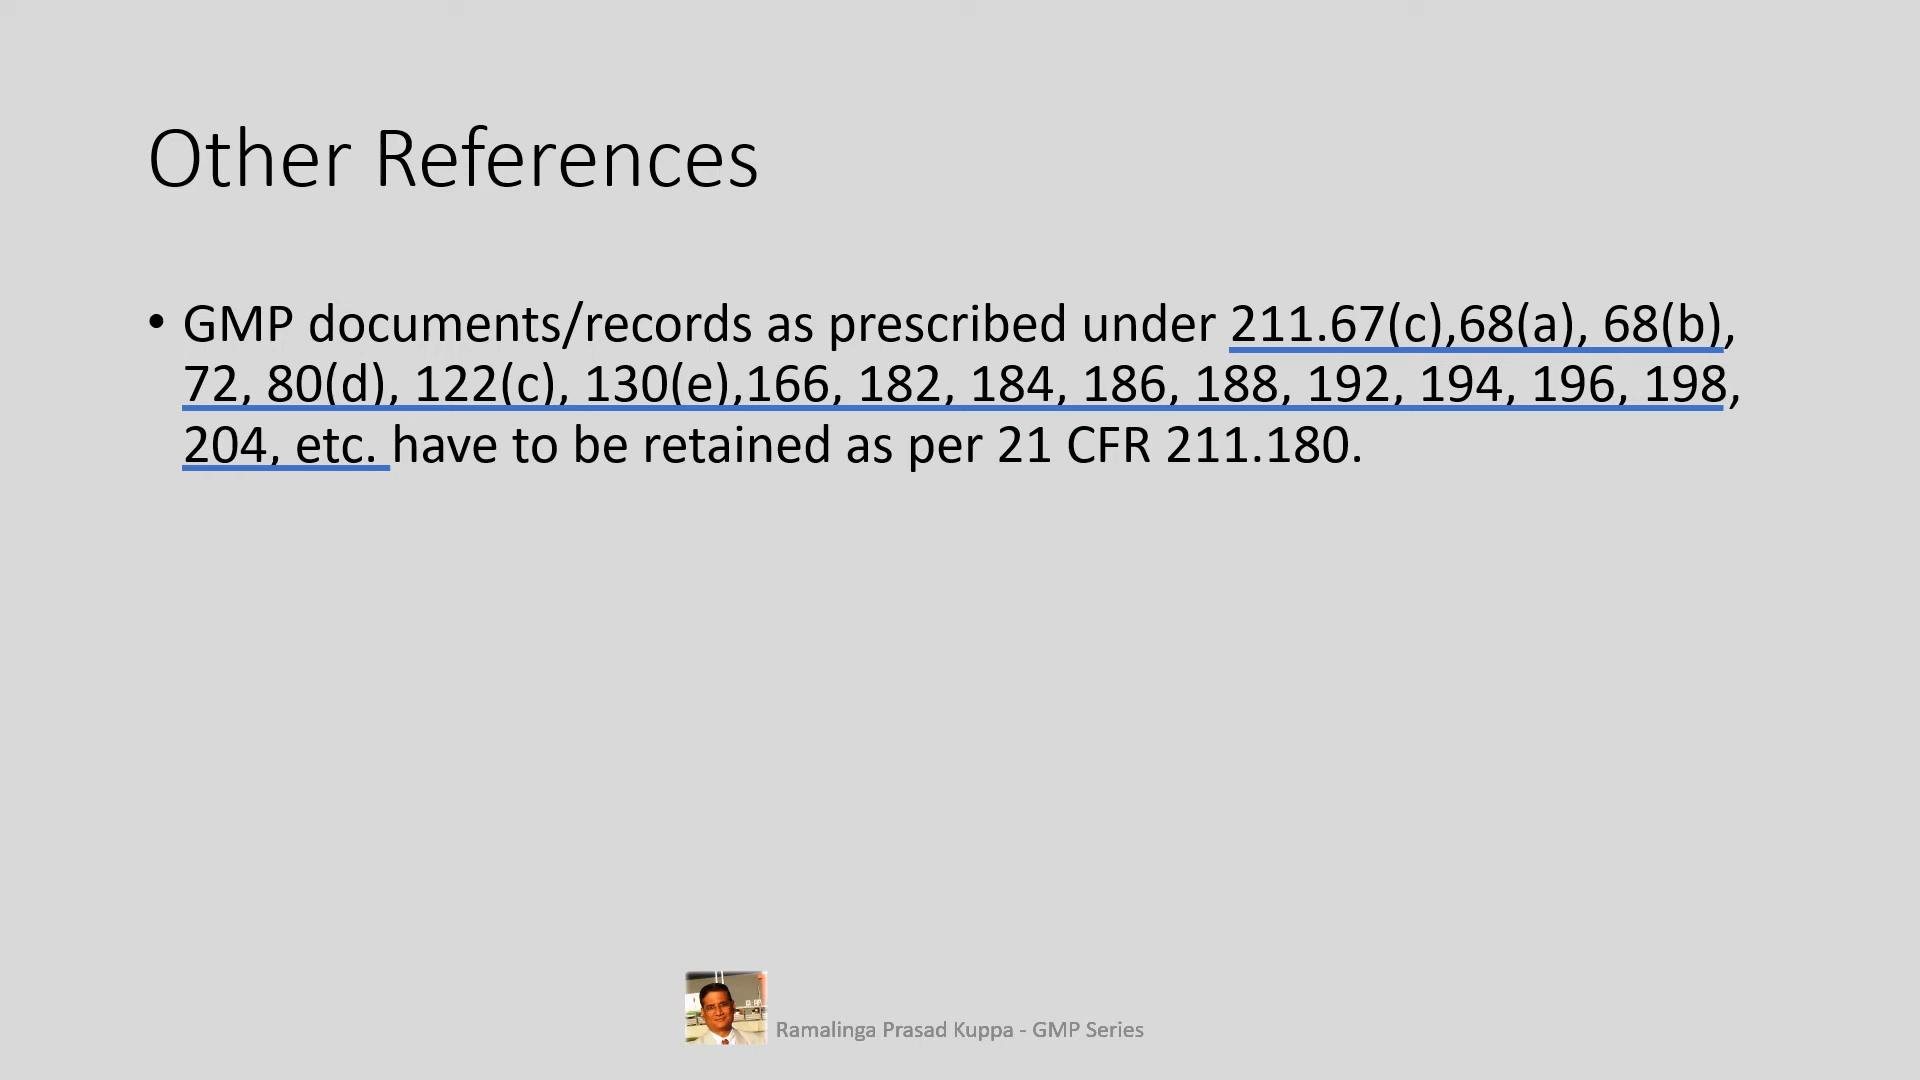 Other References
• GMP documents/records as prescribed under 211.67(c),68(a), 68(b),
72, 80(d), 122(c), 130(e),166, 182, 184, 186, 188, 192, 194, 196, 198,
204, etc. have to be retained as per 21 CFR 211.180.
Ramalinga Prasad Kuppa - GMP Series